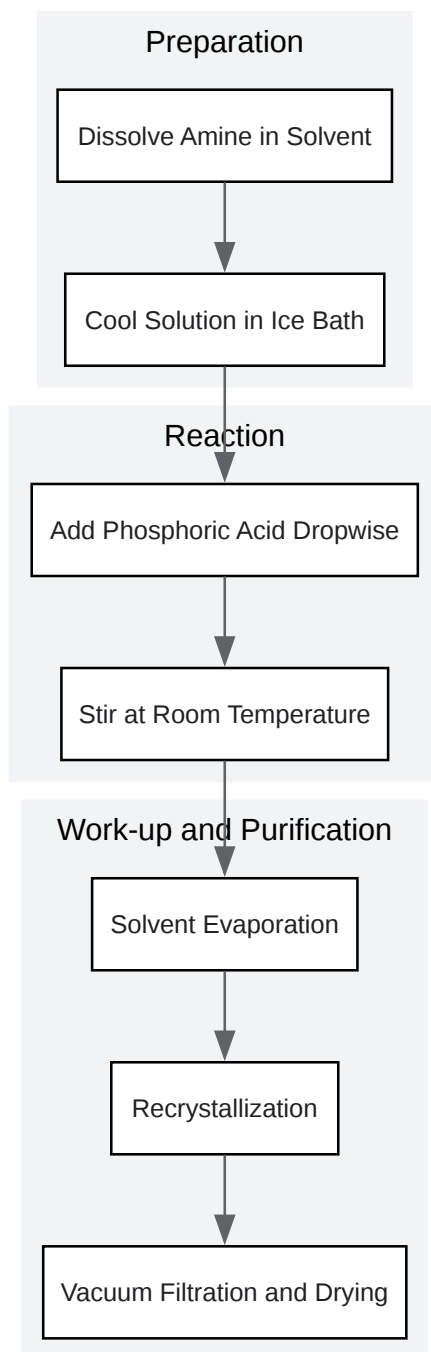 Preparation
Dissolve Amine in Solvent
Cool Solution in Ice Bath
Reaction
Add Phosphoric Acid Dropwise
Stir at Room Temperature
Work-up and Purification
Solvent Evaporation
Recrystallization
Vacuum Filtration and Drying